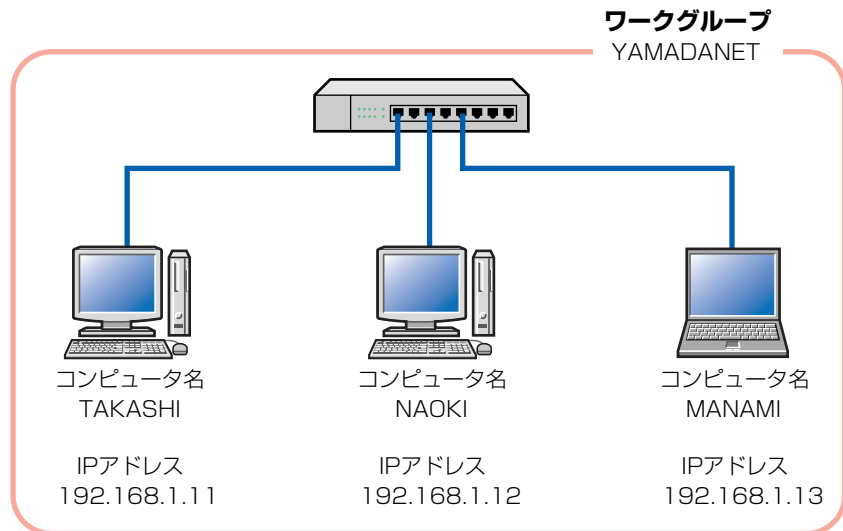 ワークグループ
YAMADANET
コンピュータ名
TAKASHI
IPアドレス
192.168.1.11
コンピュータ名
NAOKI
IPアドレス
192.168.1.12
コンピュータ名
MANAMI
IPアドレス
192.168.1.13